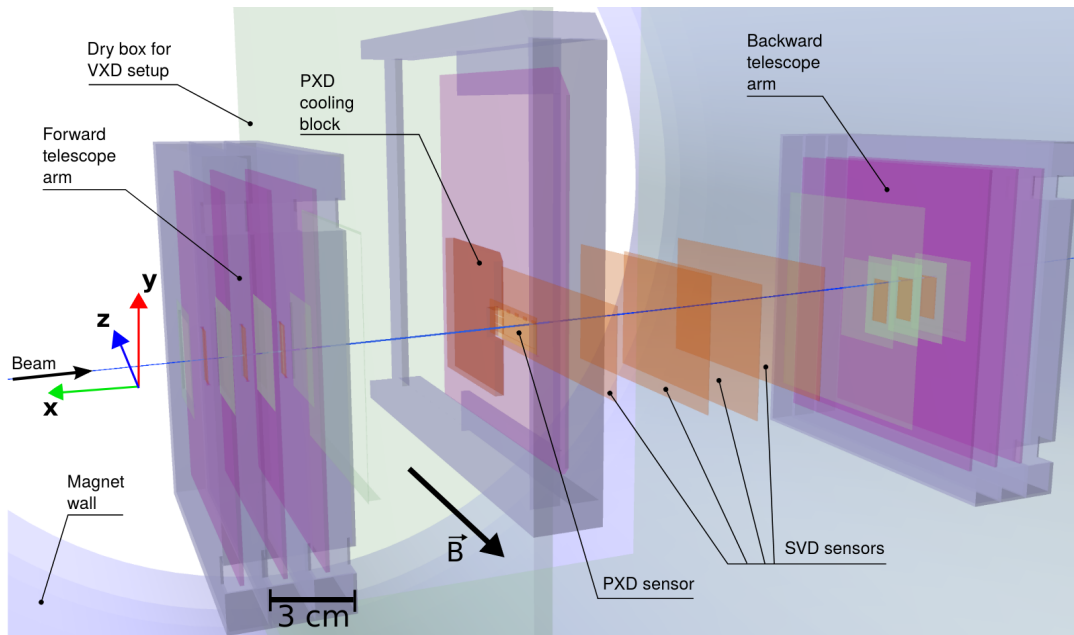 Dry box for
VXD setup
PXD
cooling
block
Backward
telescope
arm
Forward
telescope
arm
y
z
Beam
x
Magnet
wall
B
3 cm
PXD sensor
SVD sensors